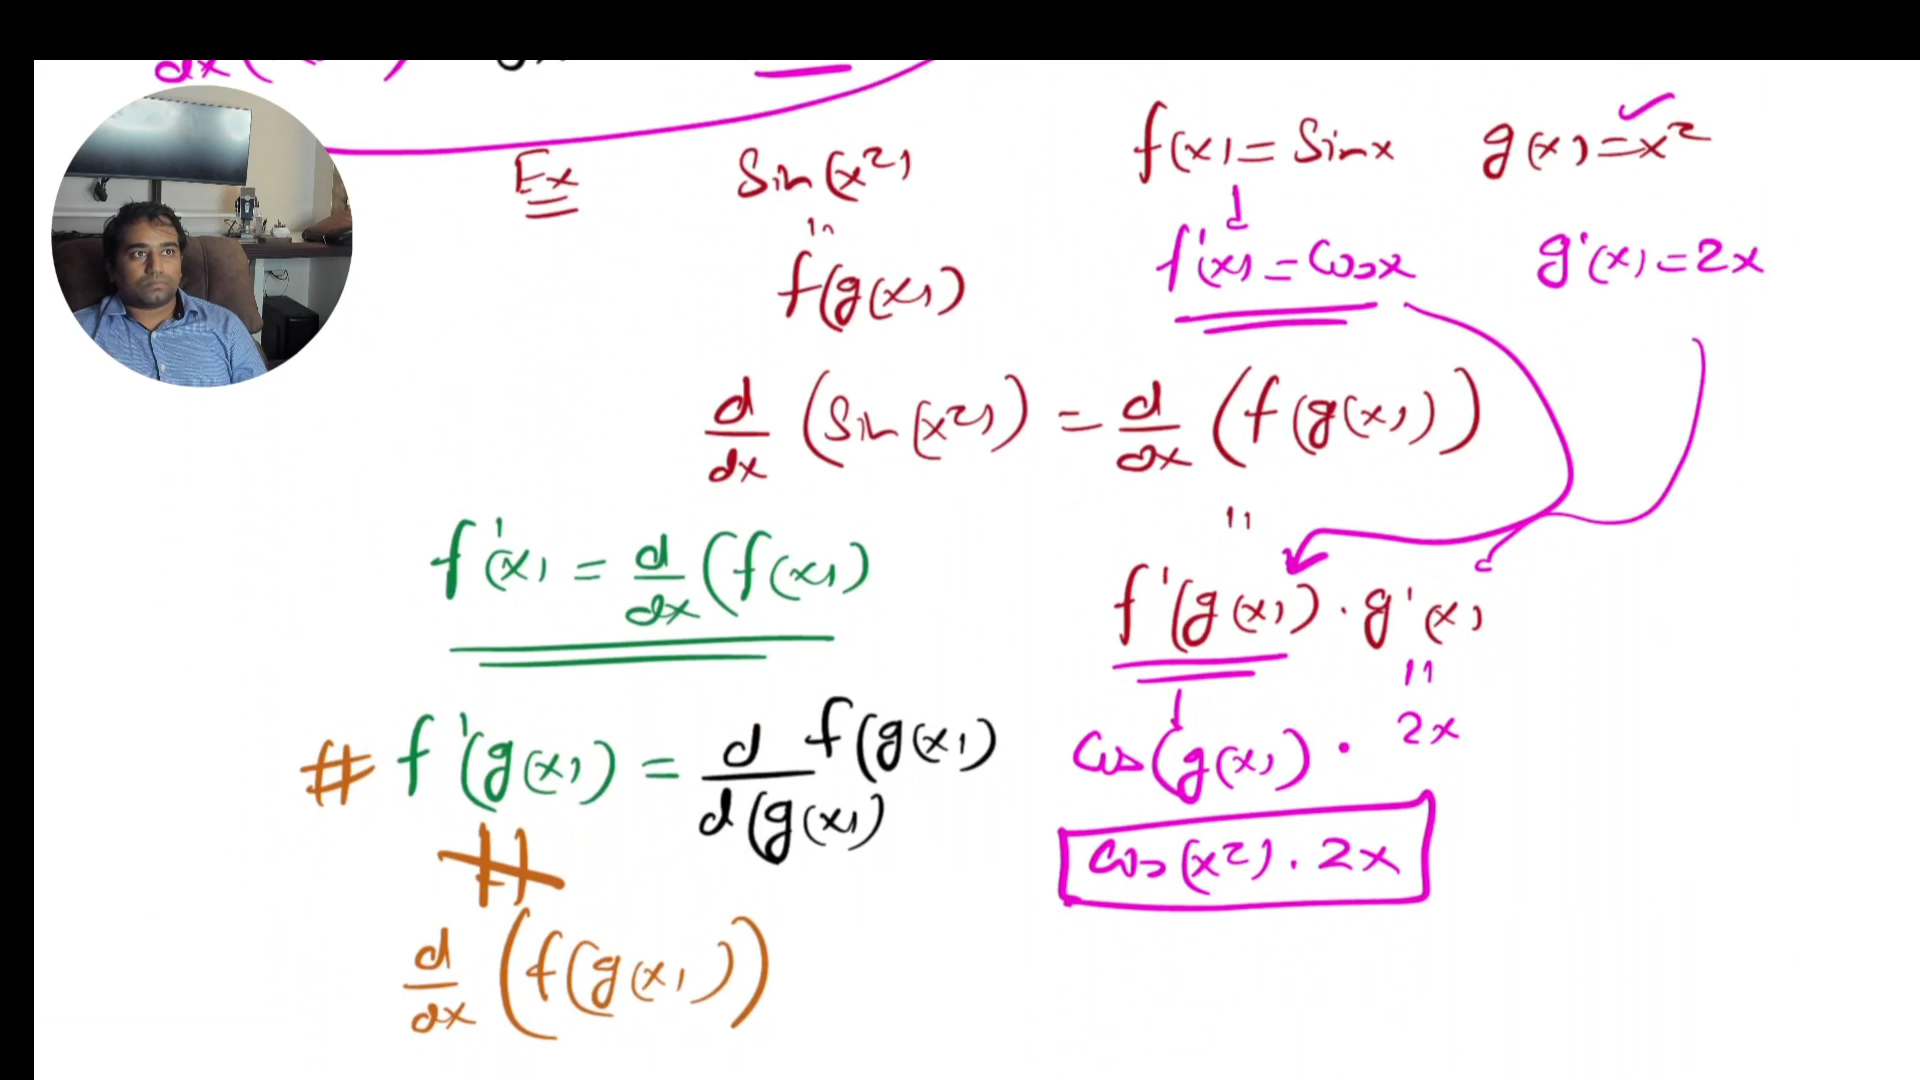 Ex
Sin(x²)
"
f(g(x))
f(x) = Sinx g(x) = x²
f'(x) = Cosx g'(x) = 2x
d/dx (Sin(x²)) = d/dx (f(g(x)))
"
f'(g(x)) · g'(x)
"
2x
Cos(g(x)) ·
Cos(x²) · 2x
f'(x) = d/dx (f(x))
# f'(g(x)) = d f(g(x)) / d(g(x))
≠
d/dx (f(g(x)))